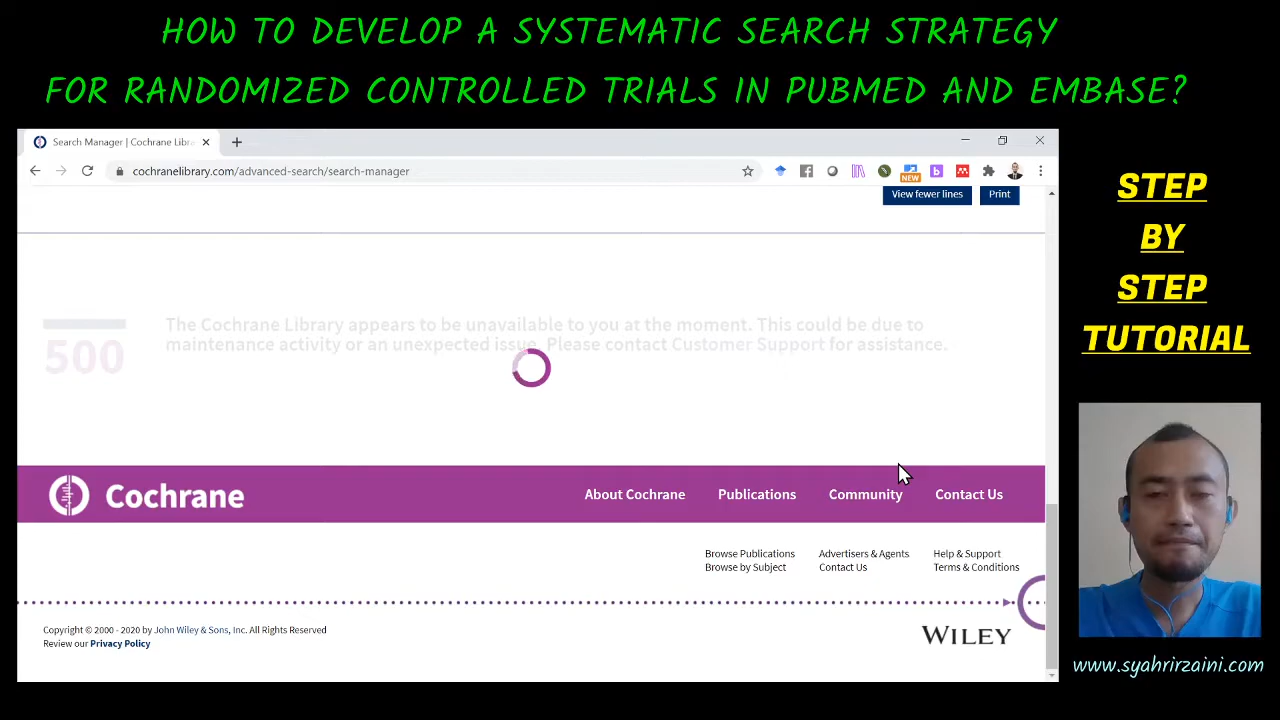 HOW TO DEVELOP A SYSTEMATIC SEARCH STRATEGY
FOR RANDOMIZED CONTROLLED TRIALS IN PUBMED AND EMBASE?
Search Manager | Cochrane Libra
cochranelibrary.com/advanced-search/search-manager
NEW
View fewer lines
Print
500
The Cochrane Library appears to be unavailable to you at the moment. This could be due to
maintenance activity or an unexpected issue. Please contact Customer Support for assistance.
Cochrane
About Cochrane
Publications
Community
Contact Us
Browse Publications
Browse by Subject
Advertisers & Agents
Contact Us
Help & Support
Terms & Conditions
Copyright © 2000 - 2020 by John Wiley & Sons, Inc. All Rights Reserved
Review our Privacy Policy
WILEY
STEP
BY
STEP
TUTORIAL
www.syahrirzaini.com